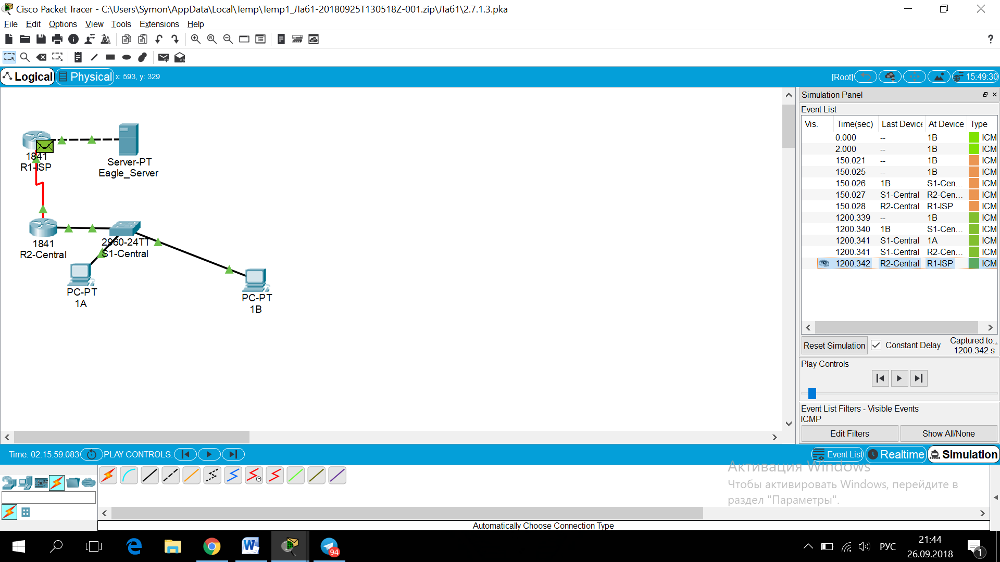 Cisco Packet Tracer - C:\Users\Symon\AppData\Local\Temp\Temp1_Ла61-20180925T130518Z-001.zip\Ла61\2.7.1.3.pka
File Edit Options View Tools Extensions Help
?
Logical Physical x: 593, y: 329 [Root] 15:49:30
Simulation Panel
Event List
Vis. Time(sec) Last Device At Device Type
0.000 -- 1B ICM
2.000 -- 1B ICM
150.021 -- 1B ICM
150.025 -- 1B ICM
150.026 1B S1-Cen... ICM
150.027 S1-Central R2-Cen... ICM
150.028 R2-Central R1-ISP ICM
1200.339 -- 1B ICM
1200.340 1B S1-Cen... ICM
1200.341 S1-Central 1A ICM
1200.341 S1-Central R2-Cen... ICM
1200.342 R2-Central R1-ISP ICM
Reset Simulation Constant Delay Captured to:
1200.342 s
Play Controls
Event List Filters - Visible Events
ICMP
Edit Filters Show All/None
1841
R1-ISP
Server-PT
Eagle_Server
1841
R2-Central
2960-24TT
S1-Central
PC-PT
1A
PC-PT
1B
Time: 02:15:59.083 PLAY CONTROLS: Event List Realtime Simulation
Активация Windows
Чтобы активировать Windows, перейдите в
раздел "Параметры".
Automatically Choose Connection Type
94
РУС
21:44
26.09.2018
1